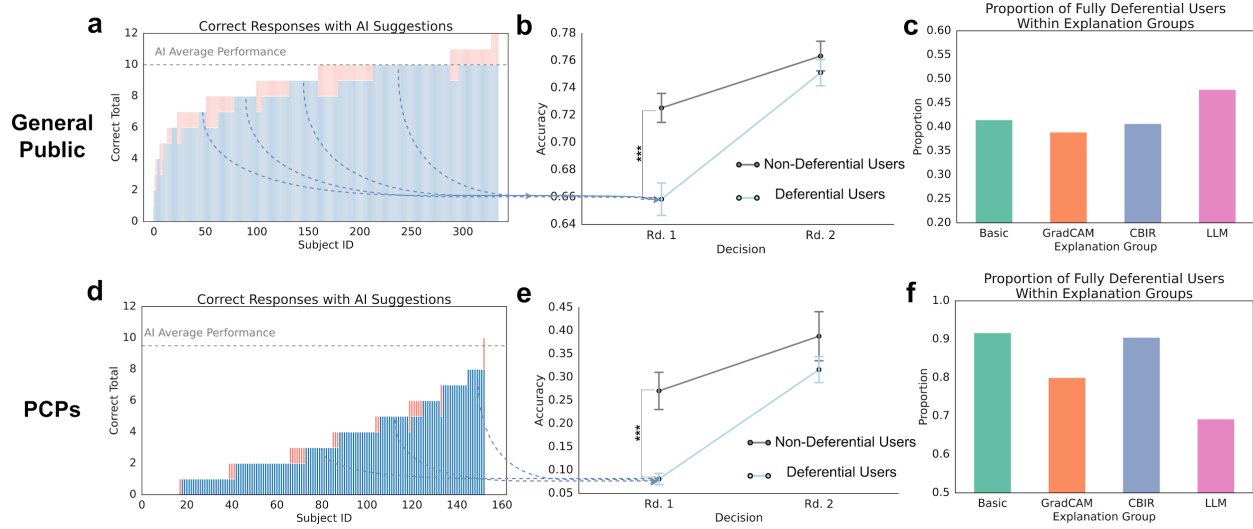 General
Public
a
Correct Responses with AI Suggestions
AI Average Performance
Correct Total
12
10
8
6
4
2
0
0 50 100 150 200 250 300
Subject ID
b
Accuracy
0.78
0.76
0.74
0.72
0.70
0.68
0.66
0.64
***
Non-Deferential Users
Deferential Users
Rd. 1 Rd. 2
Decision
c
Proportion of Fully Deferential Users
Within Explanation Groups
Proportion
0.60
0.55
0.50
0.45
0.40
0.35
0.30
0.25
0.20
Basic GradCAM CBIR LLM
Explanation Group
PCPs
d
Correct Responses with AI Suggestions
AI Average Performance
Correct Total
12
10
8
6
4
2
0
0 20 40 60 80 100 120 140 160
Subject ID
e
Accuracy
0.45
0.40
0.35
0.30
0.25
0.20
0.15
0.10
0.05
***
Non-Deferential Users
Deferential Users
Rd. 1 Rd. 2
Decision
f
Proportion of Fully Deferential Users
Within Explanation Groups
Proportion
1.0
0.9
0.8
0.7
0.6
0.5
Basic GradCAM CBIR LLM
Explanation Group